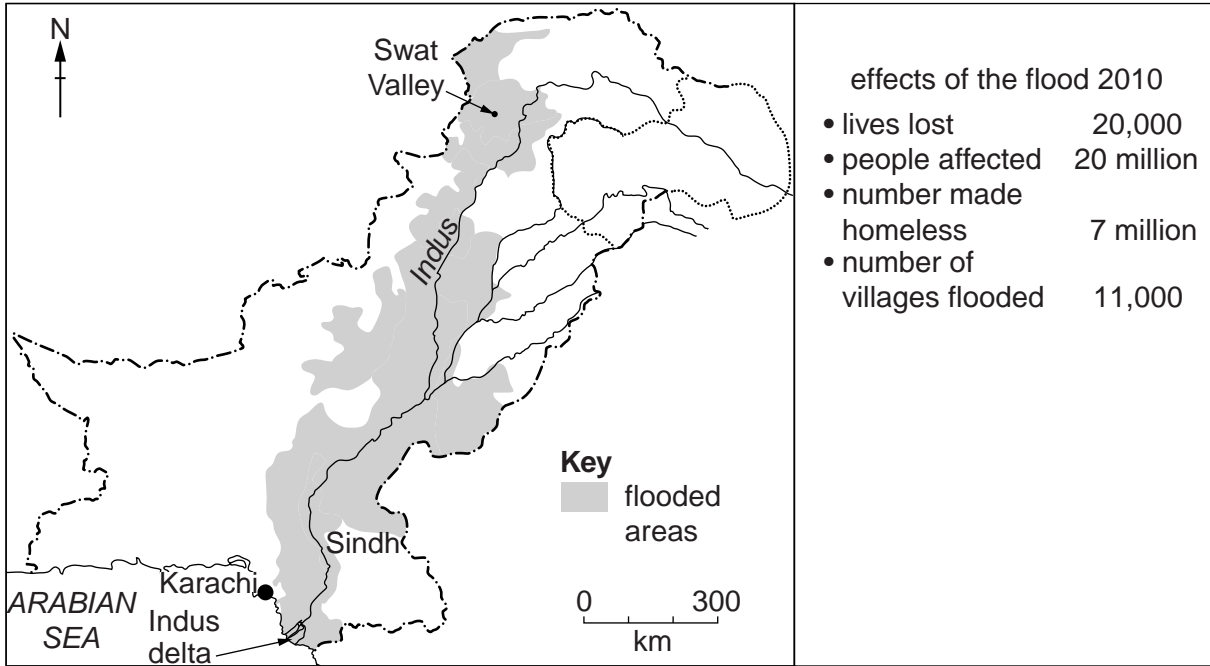 N
Swat
Valley
Indus
Key
flooded
areas
Sindh
Karachi
ARABIAN
SEA
Indus
delta
0 300
km
effects of the flood 2010
• lives lost 20,000
• people affected 20 million
• number made
homeless 7 million
• number of
villages flooded 11,000